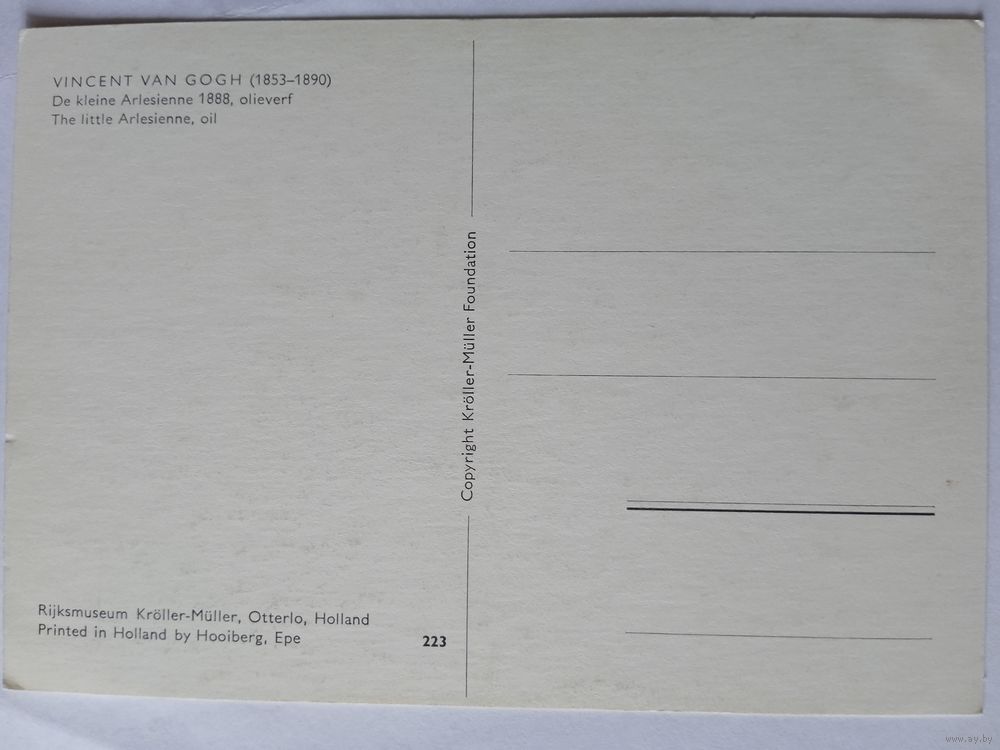 VINCENT VAN GOGH (1853–1890)
De kleine Arlesienne 1888, olieverf
The little Arlesienne, oil
Copyright Kröller-Müller Foundation
Rijksmuseum Kröller-Müller, Otterlo, Holland
Printed in Holland by Hooiberg, Epe
223
www.ay.by